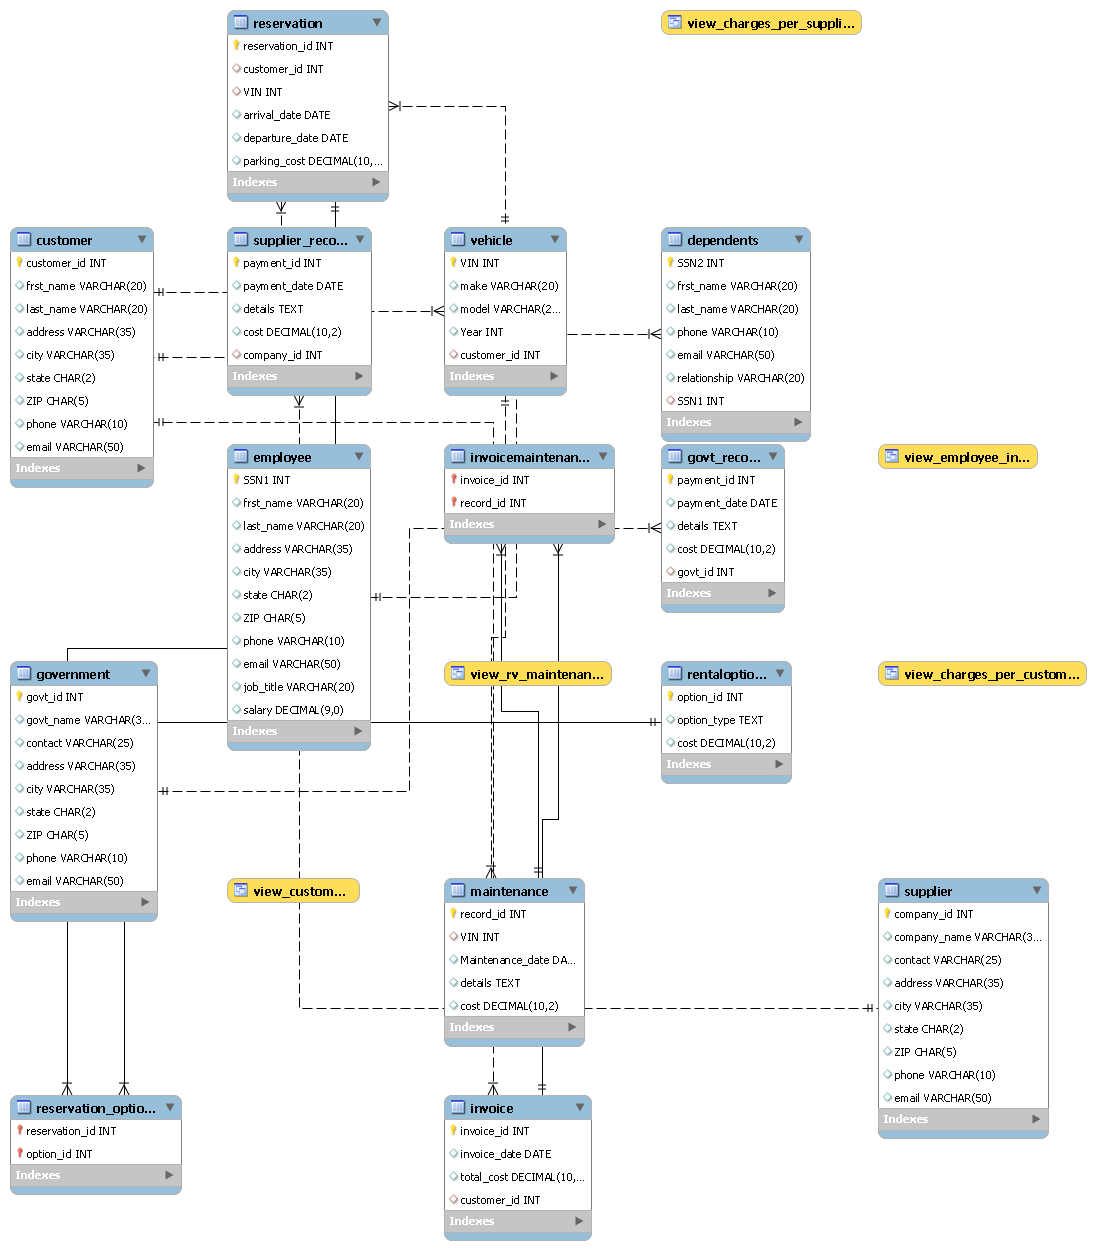 reservation
reservation_id INT
customer_id INT
VIN INT
arrival_date DATE
departure_date DATE
parking_cost DECIMAL(10,...
Indexes
view_charges_per_suppli...
customer
customer_id INT
frst_name VARCHAR(20)
last_name VARCHAR(20)
address VARCHAR(35)
city VARCHAR(35)
state CHAR(2)
ZIP CHAR(5)
phone VARCHAR(10)
email VARCHAR(50)
Indexes
supplier_reco...
payment_id INT
payment_date DATE
details TEXT
cost DECIMAL(10,2)
company_id INT
Indexes
vehicle
VIN INT
make VARCHAR(20)
model VARCHAR(2...
Year INT
customer_id INT
Indexes
dependents
SSN2 INT
frst_name VARCHAR(20)
last_name VARCHAR(20)
phone VARCHAR(10)
email VARCHAR(50)
relationship VARCHAR(20)
SSN1 INT
Indexes
employee
SSN1 INT
frst_name VARCHAR(20)
last_name VARCHAR(20)
address VARCHAR(35)
city VARCHAR(35)
state CHAR(2)
ZIP CHAR(5)
phone VARCHAR(10)
email VARCHAR(50)
job_title VARCHAR(20)
salary DECIMAL(9,0)
Indexes
invoicemaintenan...
invoice_id INT
record_id INT
Indexes
govt_reco...
payment_id INT
payment_date DATE
details TEXT
cost DECIMAL(10,2)
govt_id INT
Indexes
view_employee_in...
government
govt_id INT
govt_name VARCHAR(3...
contact VARCHAR(25)
address VARCHAR(35)
city VARCHAR(35)
state CHAR(2)
ZIP CHAR(5)
phone VARCHAR(10)
email VARCHAR(50)
Indexes
view_rv_maintenan...
rentaloptio...
option_id INT
option_type TEXT
cost DECIMAL(10,2)
Indexes
view_charges_per_custom...
view_custom...
maintenance
record_id INT
VIN INT
Maintenance_date DA...
details TEXT
cost DECIMAL(10,2)
Indexes
supplier
company_id INT
company_name VARCHAR(3...
contact VARCHAR(25)
address VARCHAR(35)
city VARCHAR(35)
state CHAR(2)
ZIP CHAR(5)
phone VARCHAR(10)
email VARCHAR(50)
Indexes
reservation_optio...
reservation_id INT
option_id INT
Indexes
invoice
invoice_id INT
invoice_date DATE
total_cost DECIMAL(10,...
customer_id INT
Indexes